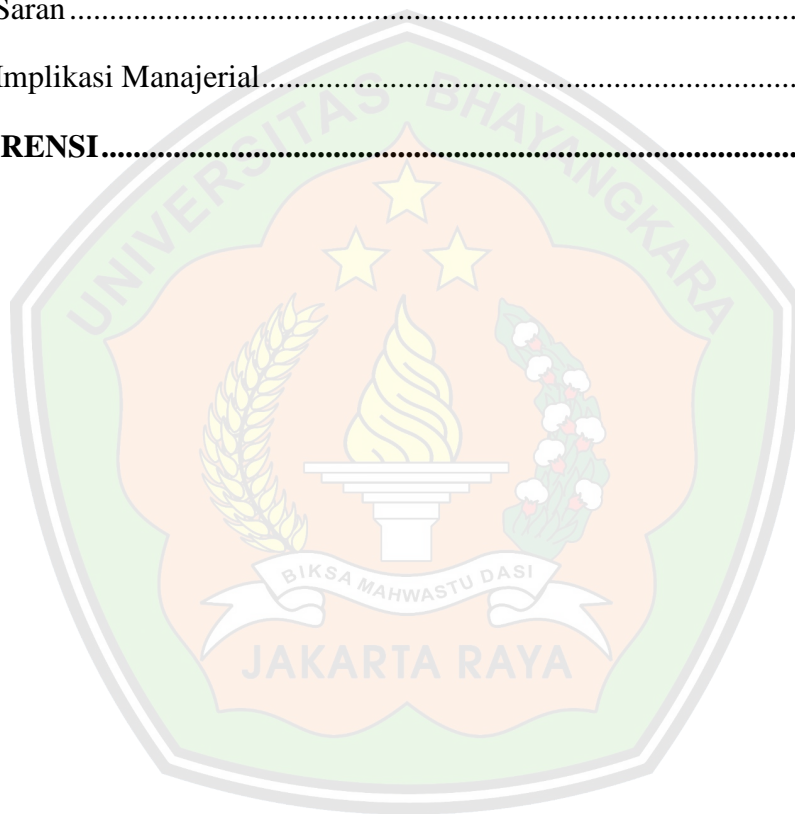 Saran................................................................................
Implikasi Manajerial................................................................
RENSI................................................................................
UNIVERSITAS BHAYANGKARA
BIKSA MAHWASTU DASI
JAKARTA RAYA